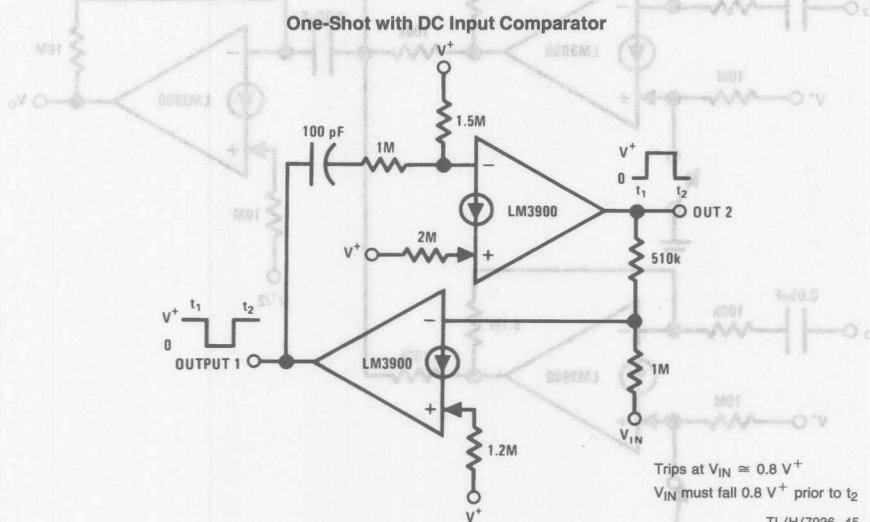 One-Shot with DC Input Comparator
V+
1.5M
100 pF
1M
V+
0
t1 t2
LM3900
OUT 2
2M
V+
510k
t1 t2
V+
0
OUTPUT 1
LM3900
1M
VIN
1.2M
V+
Trips at VIN ≅ 0.8 V+
VIN must fall 0.8 V+ prior to t2